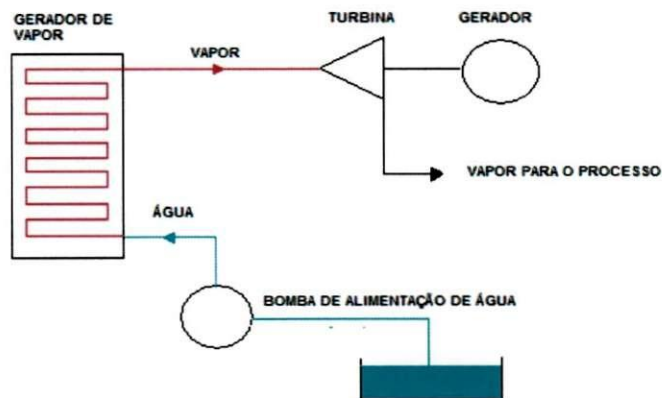 GERADOR DE
VAPOR
VAPOR
TURBINA
GERADOR
VAPOR PARA O PROCESSO
ÁGUA
BOMBA DE ALIMENTAÇÃO DE ÁGUA